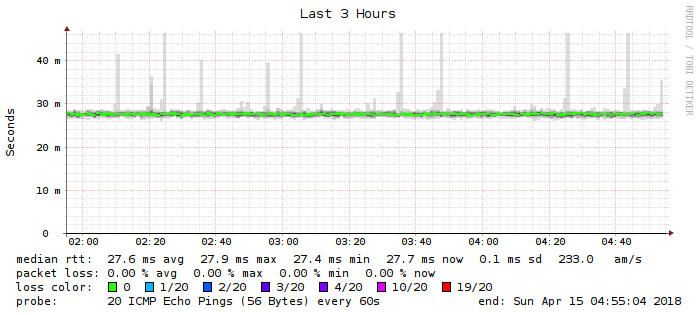 Last 3 Hours
RRDTOOL / TOBI OETIKER
Seconds
40 m
30 m
20 m
10 m
0
02:00 02:20 02:40 03:00 03:20 03:40 04:00 04:20 04:40
median rtt: 27.6 ms avg 27.9 ms max 27.4 ms min 27.7 ms now 0.1 ms sd 233.0 am/s
packet loss: 0.00 % avg 0.00 % max 0.00 % min 0.00 % now
loss color: 0 1/20 2/20 3/20 4/20 10/20 19/20
probe: 20 ICMP Echo Pings (56 Bytes) every 60s end: Sun Apr 15 04:55:04 2018